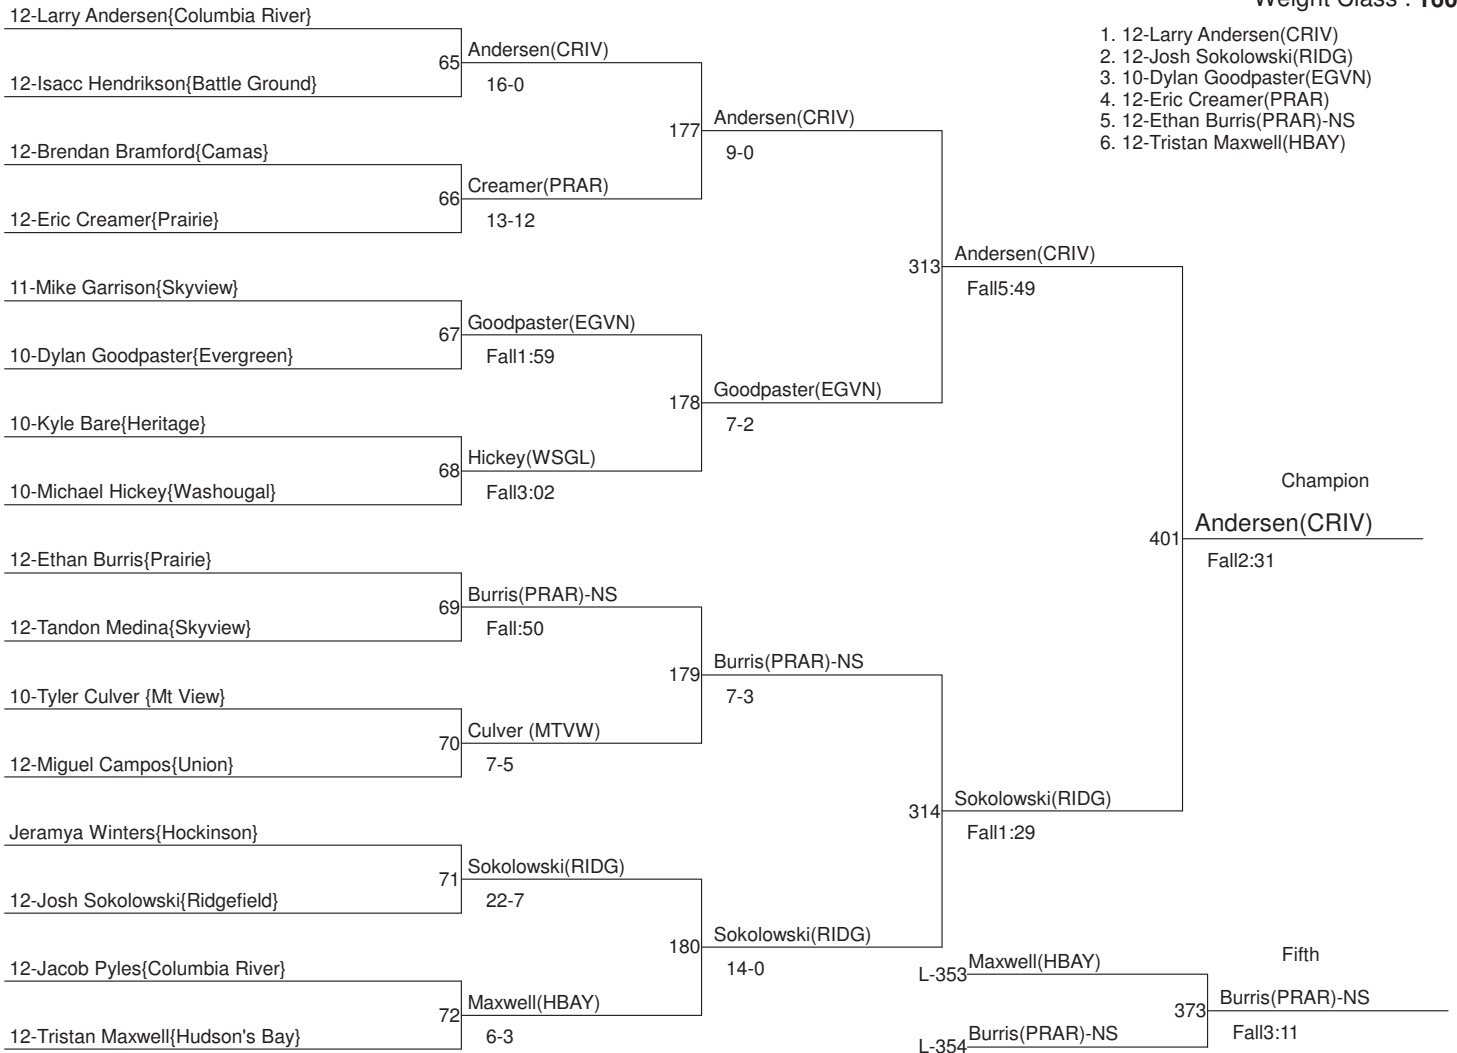 Weight Class : 160
1. 12-Larry Andersen(CRIV)
2. 12-Josh Sokolowski(RIDG)
3. 10-Dylan Goodpaster(EGVN)
4. 12-Eric Creamer(PRAR)
5. 12-Ethan Burris(PRAR)-NS
6. 12-Tristan Maxwell(HBAY)
12-Larry Andersen{Columbia River}
12-Isacc Hendrikson{Battle Ground}
12-Brendan Bramford{Camas}
12-Eric Creamer{Prairie}
11-Mike Garrison{Skyview}
10-Dylan Goodpaster{Evergreen}
10-Kyle Bare{Heritage}
10-Michael Hickey{Washougal}
12-Ethan Burris{Prairie}
12-Tandon Medina{Skyview}
10-Tyler Culver {Mt View}
12-Miguel Campos{Union}
Jeramya Winters{Hockinson}
12-Josh Sokolowski{Ridgefield}
12-Jacob Pyles{Columbia River}
12-Tristan Maxwell{Hudson's Bay}
65 Andersen(CRIV)
16-0
66 Creamer(PRAR)
13-12
67 Goodpaster(EGVN)
Fall1:59
68 Hickey(WSGL)
Fall3:02
69 Burris(PRAR)-NS
Fall:50
70 Culver (MTVW)
7-5
71 Sokolowski(RIDG)
22-7
72 Maxwell(HBAY)
6-3
177 Andersen(CRIV)
9-0
178 Goodpaster(EGVN)
7-2
179 Burris(PRAR)-NS
7-3
180 Sokolowski(RIDG)
14-0
313 Andersen(CRIV)
Fall5:49
314 Sokolowski(RIDG)
Fall1:29
Champion
401 Andersen(CRIV)
Fall2:31
L-353 Maxwell(HBAY)
L-354 Burris(PRAR)-NS
Fifth
373 Burris(PRAR)-NS
Fall3:11